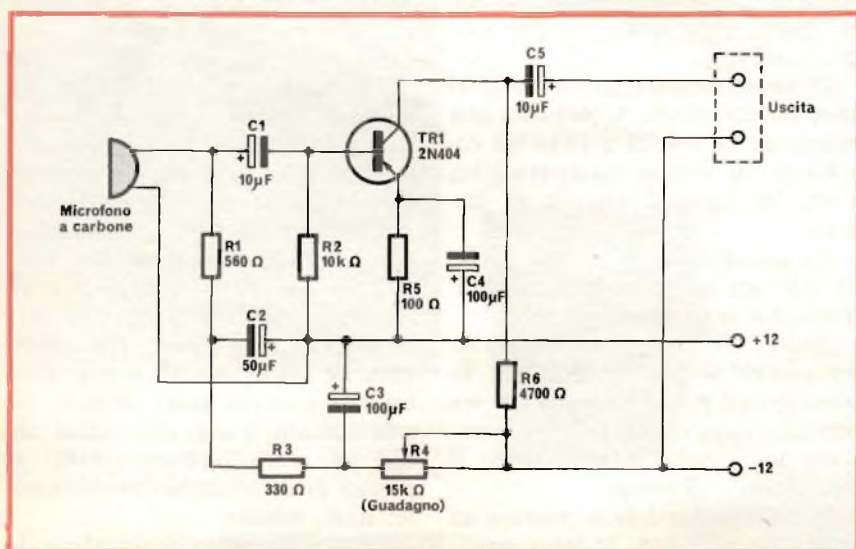 C5
+
10µF
Uscita
C1
+
10µF
TR1
2N404
Microfono
a carbone
R1
560 Ω
R2
10k Ω
R5
100 Ω
+
C4
100µF
C2
+
50µF
+12
+
C3
100µF
R6
4700 Ω
R3
330 Ω
R4
15k Ω
(Guadagno)
-12